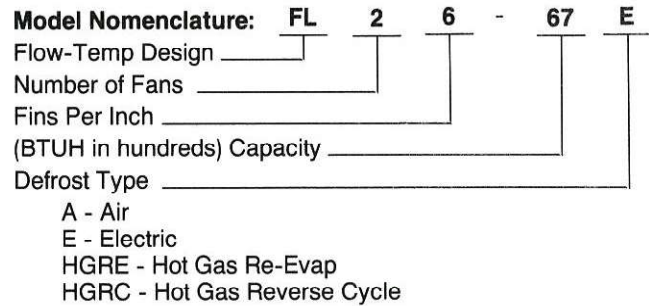 Model Nomenclature: FL 2 6 - 67 E
Flow-Temp Design
Number of Fans
Fins Per Inch
(BTUH in hundreds) Capacity
Defrost Type
A - Air
E - Electric
HGRE - Hot Gas Re-Evap
HGRC - Hot Gas Reverse Cycle